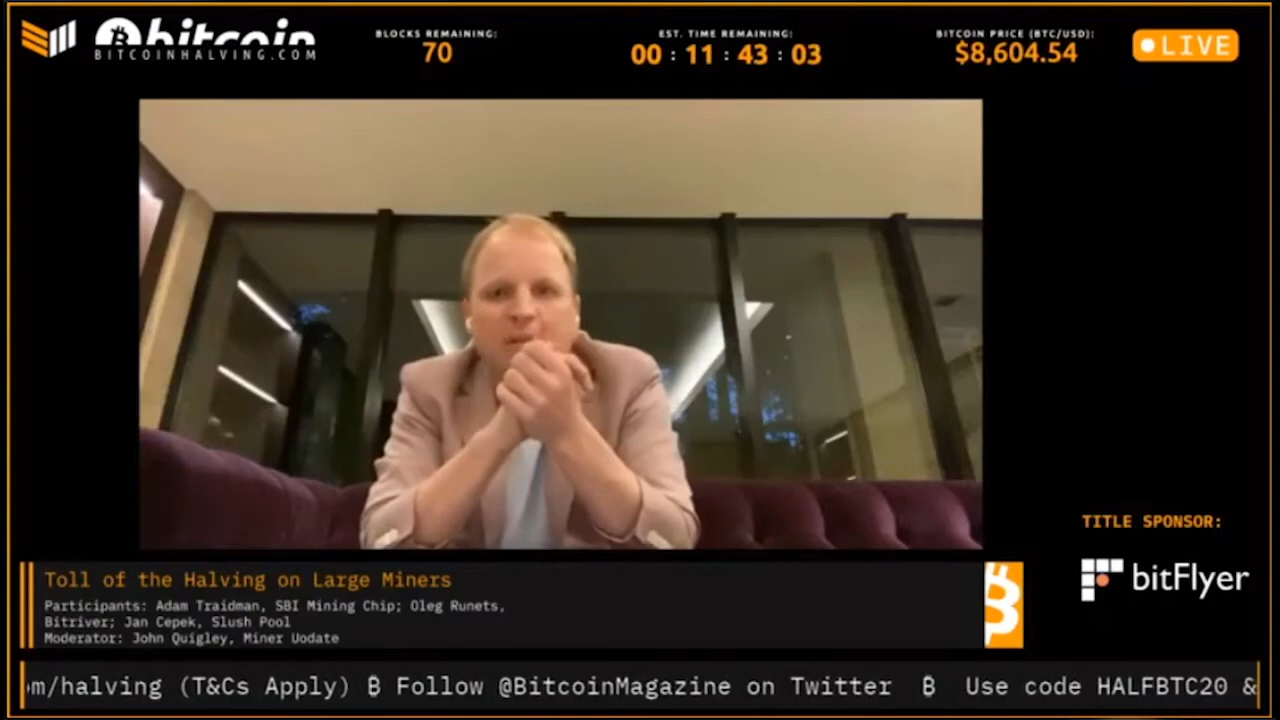 bitcoin
BITCOINHALVING.COM
BLOCKS REMAINING:
70
EST. TIME REMAINING:
00 : 11 : 43 : 03
BITCOIN PRICE (BTC/USD):
$8,604.54
LIVE
TITLE SPONSOR:
bitFlyer
Toll of the Halving on Large Miners
Participants: Adam Traidman, SBI Mining Chip; Oleg Runets,
Bitriver; Jan Cepek, Slush Pool
Moderator: John Quigley, Miner Uodate
om/halving (T&Cs Apply) ₿ Follow @BitcoinMagazine on Twitter ₿ Use code HALFBTC20 &